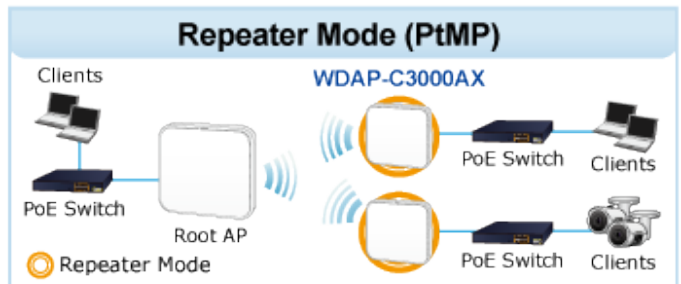 Repeater Mode (PtMP)
Clients
WDAP-C3000AX
PoE Switch
Clients
PoE Switch
Root AP
PoE Switch
Clients
Repeater Mode